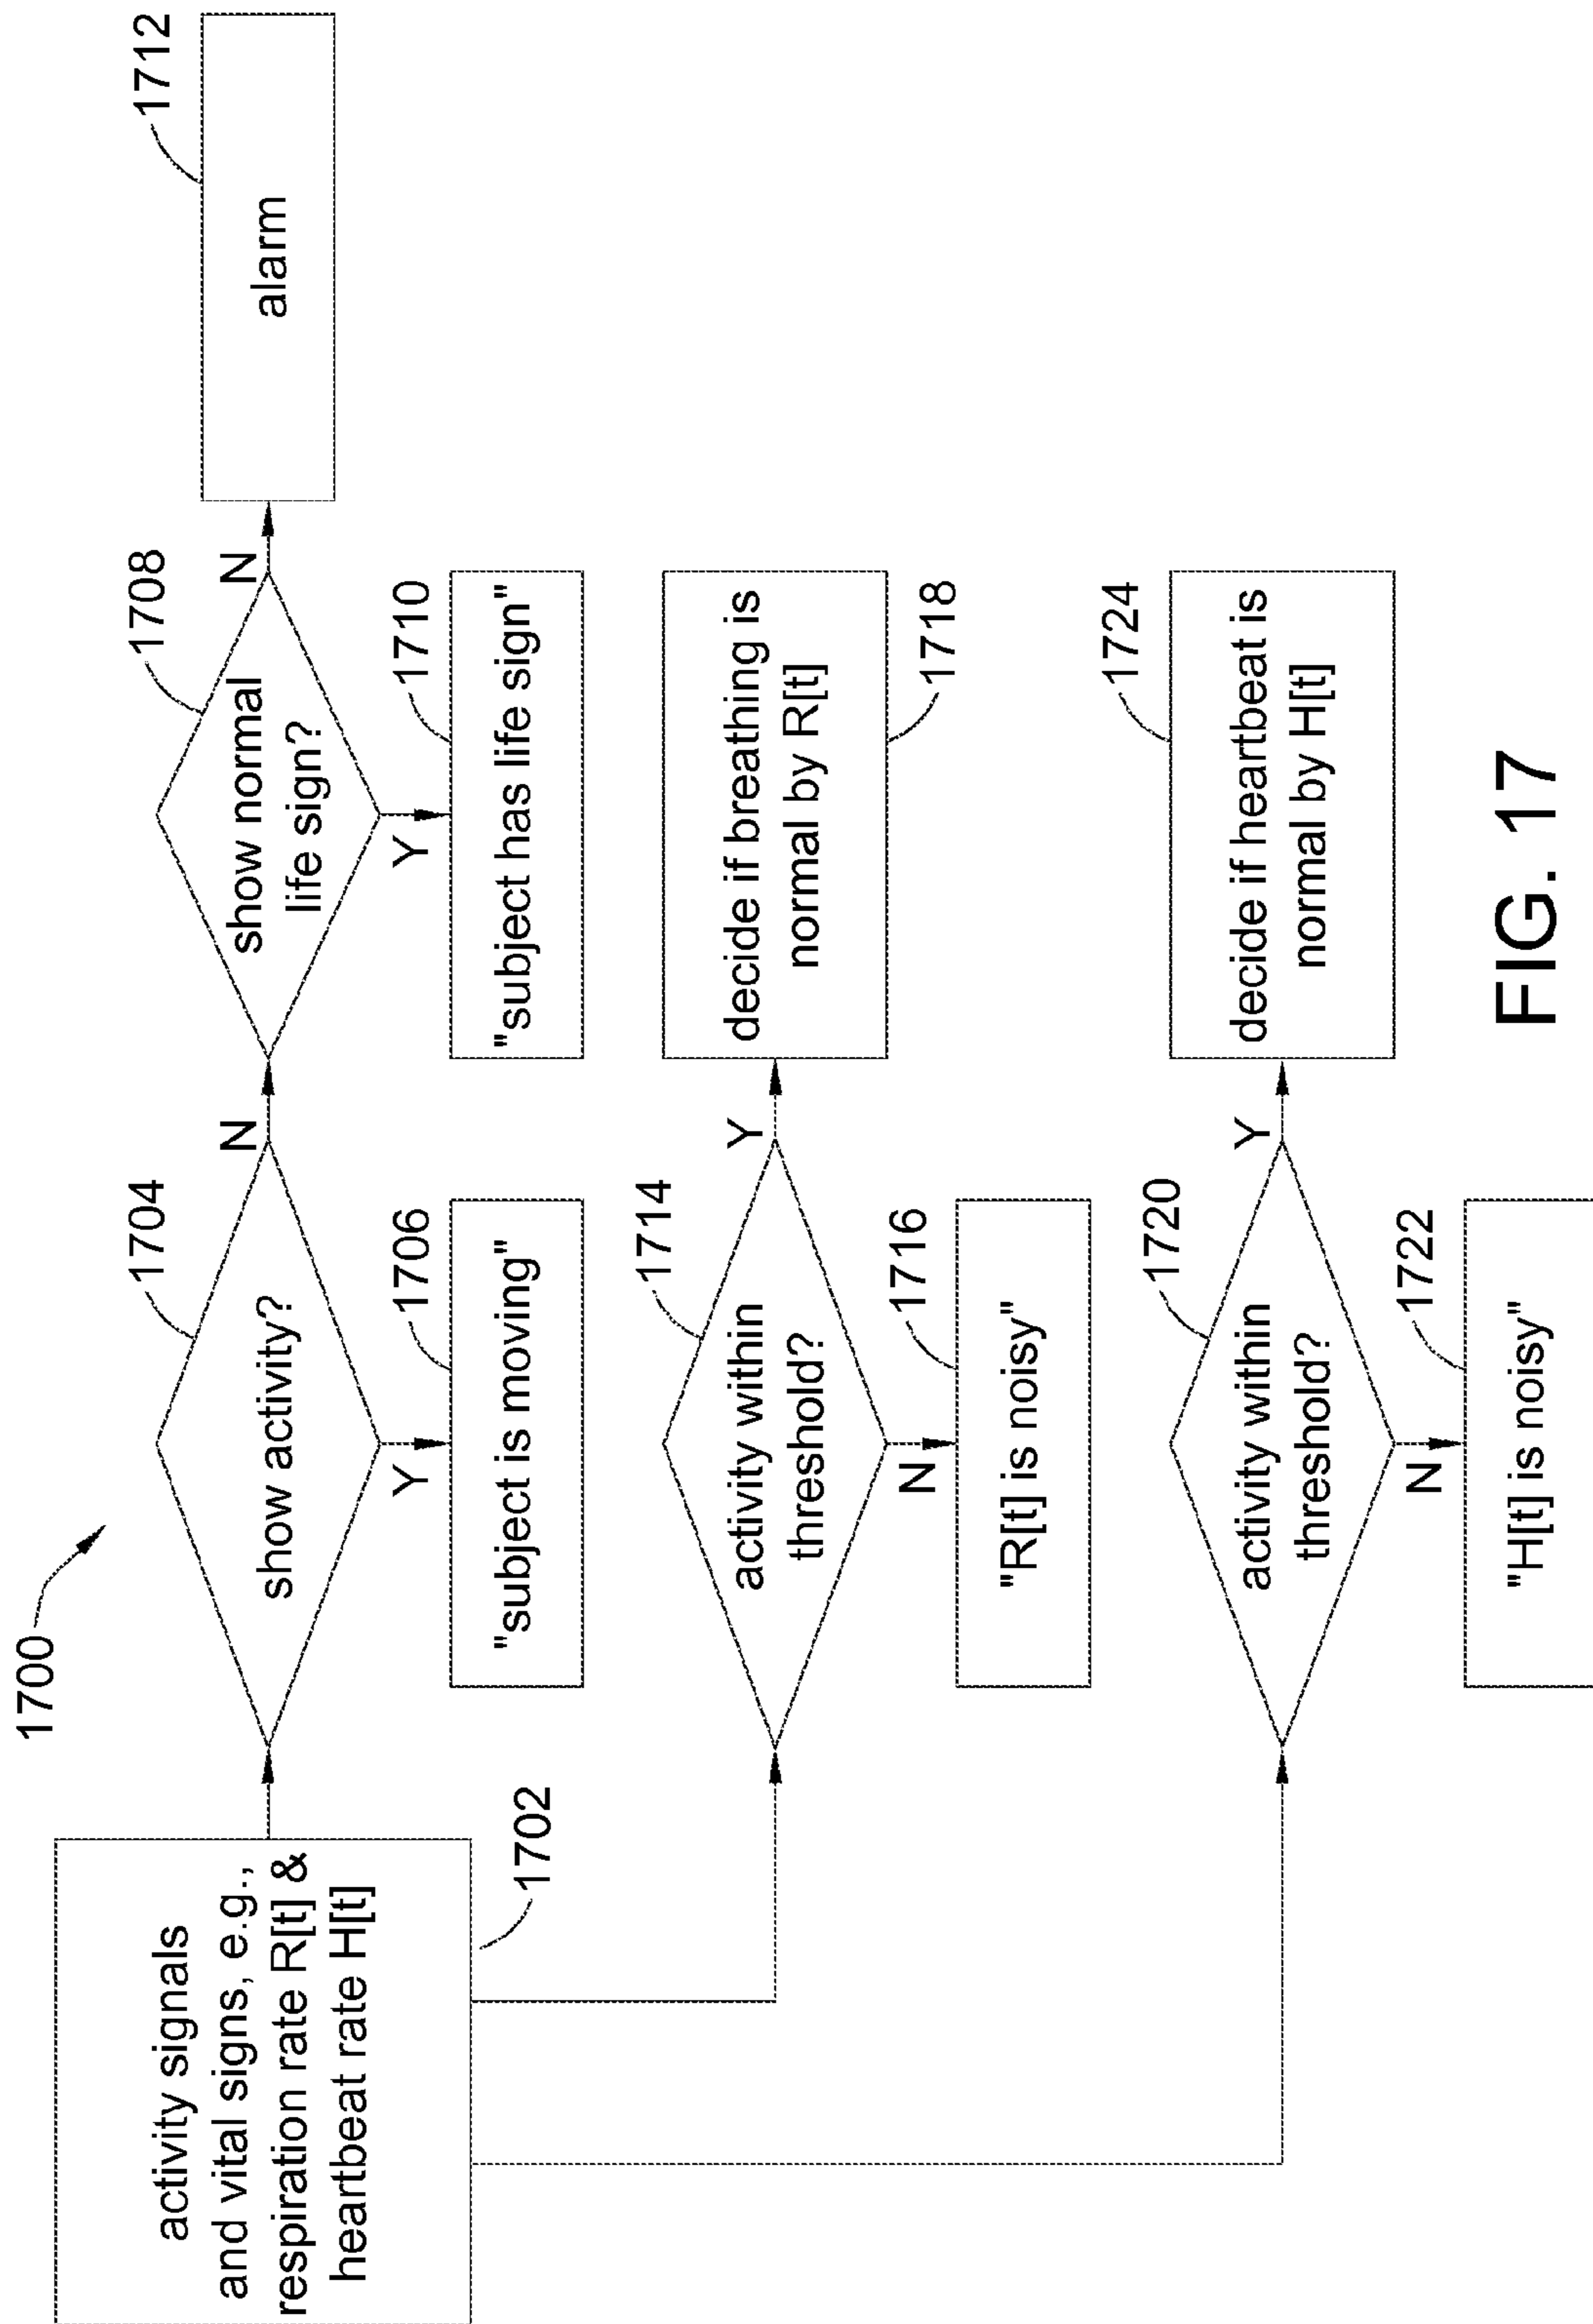 1700
activity signals
and vital signs, e.g.,
respiration rate R[t] &
heartbeat rate H[t]
1702
show activity?
1704
Y
N
"subject is moving"
1706
show normal
life sign?
1708
Y
N
"subject has life sign"
1710
alarm
1712
activity within
threshold?
1714
N
Y
"R[t] is noisy"
1716
decide if breathing is
normal by R[t]
1718
activity within
threshold?
1720
N
Y
"H[t] is noisy"
1722
decide if heartbeat is
normal by H[t]
1724
FIG. 17